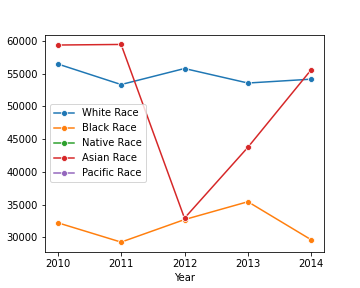 60000
55000
50000
45000
40000
35000
30000
White Race
Black Race
Native Race
Asian Race
Pacific Race
2010 2011 2012 2013 2014
Year